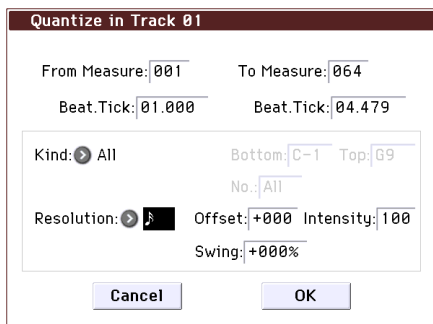 Quantize in Track 01
From Measure: 001 To Measure: 064
Beat.Tick: 01.000 Beat.Tick: 04.479
Kind: All Bottom: C-1 Top: G9
No.: All
Resolution: Offset: +000 Intensity: 100
Swing: +000%
Cancel OK